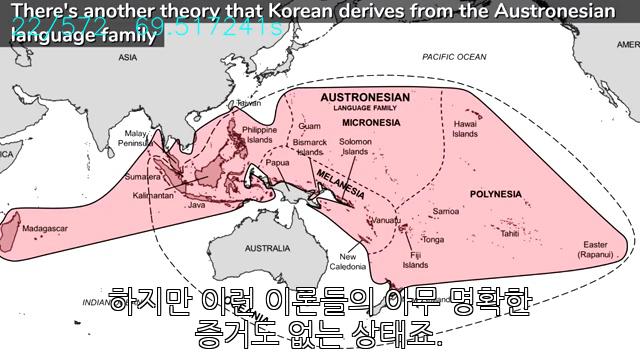 There's another theory that Korean derives from the Austronesian
22/572 69.517241s
language family
ASIA
PACIFIC OCEAN
AMER
Taiwan
AUSTRONESIAN
LANGUAGE FAMILY
MICRONESIA
Hawai
Islands
Malay
Peninsula
Philippine
Islands
Guam
Bismarck
Islands
Solomon
Islands
Papua
ICA
Sumatera
Kalimantan
Java
MELANESIA
POLYNESIA
Madagascar
Vanuatu
Samoa
Tahiti
Tonga
AUSTRALIA
Fiji
Islands
New
Caledonia
Easter
(Rapanui)
하지만 이런 이론들의 아무 명확한
증거도 없는 상태죠.